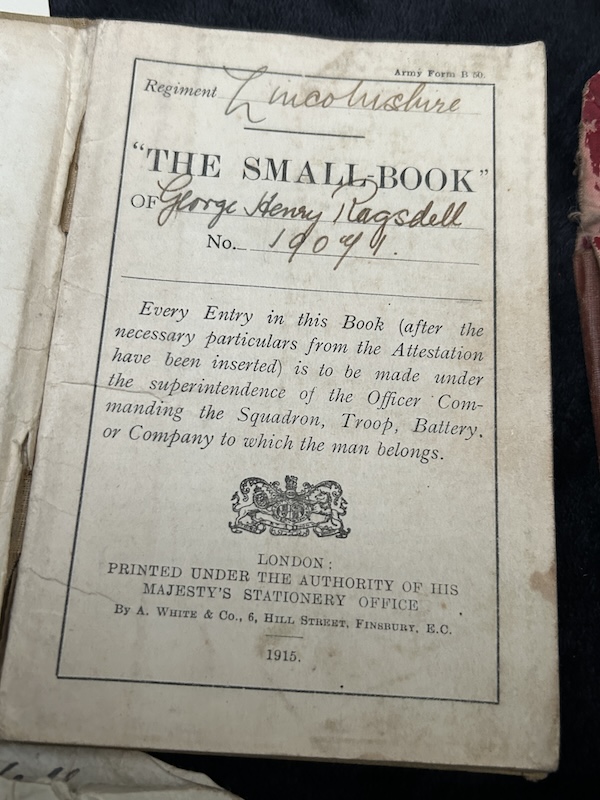 Army Form B 50.
Regiment Lincolnshire
"THE SMALL-BOOK"
OF George Henry Ragsdell
No. 19091.
Every Entry in this Book (after the
necessary particulars from the Attestation
have been inserted) is to be made under
the superintendence of the Officer Com-
manding the Squadron, Troop, Battery,
or Company to which the man belongs.
LONDON:
PRINTED UNDER THE AUTHORITY OF HIS
MAJESTY'S STATIONERY OFFICE
By A. WHITE & Co., 6, HILL STREET, FINSBURY, E.C.
1915.